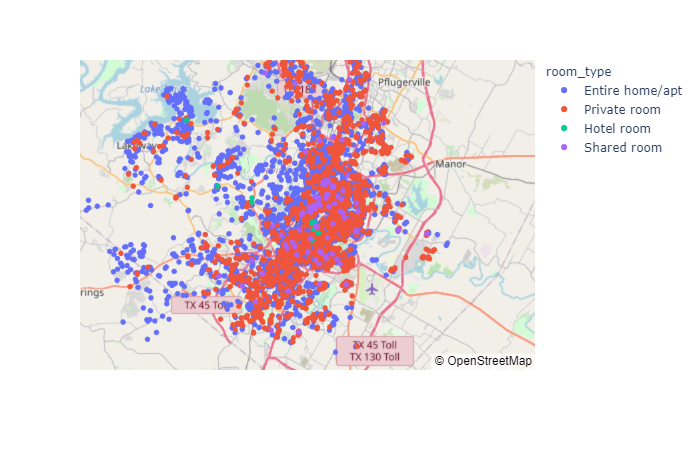 room_type
Entire home/apt
Private room
Hotel room
Shared room
Pflugerville
Manor
rings
TX 45 Toll
TX 45 Toll
TX 130 Toll
© OpenStreetMap